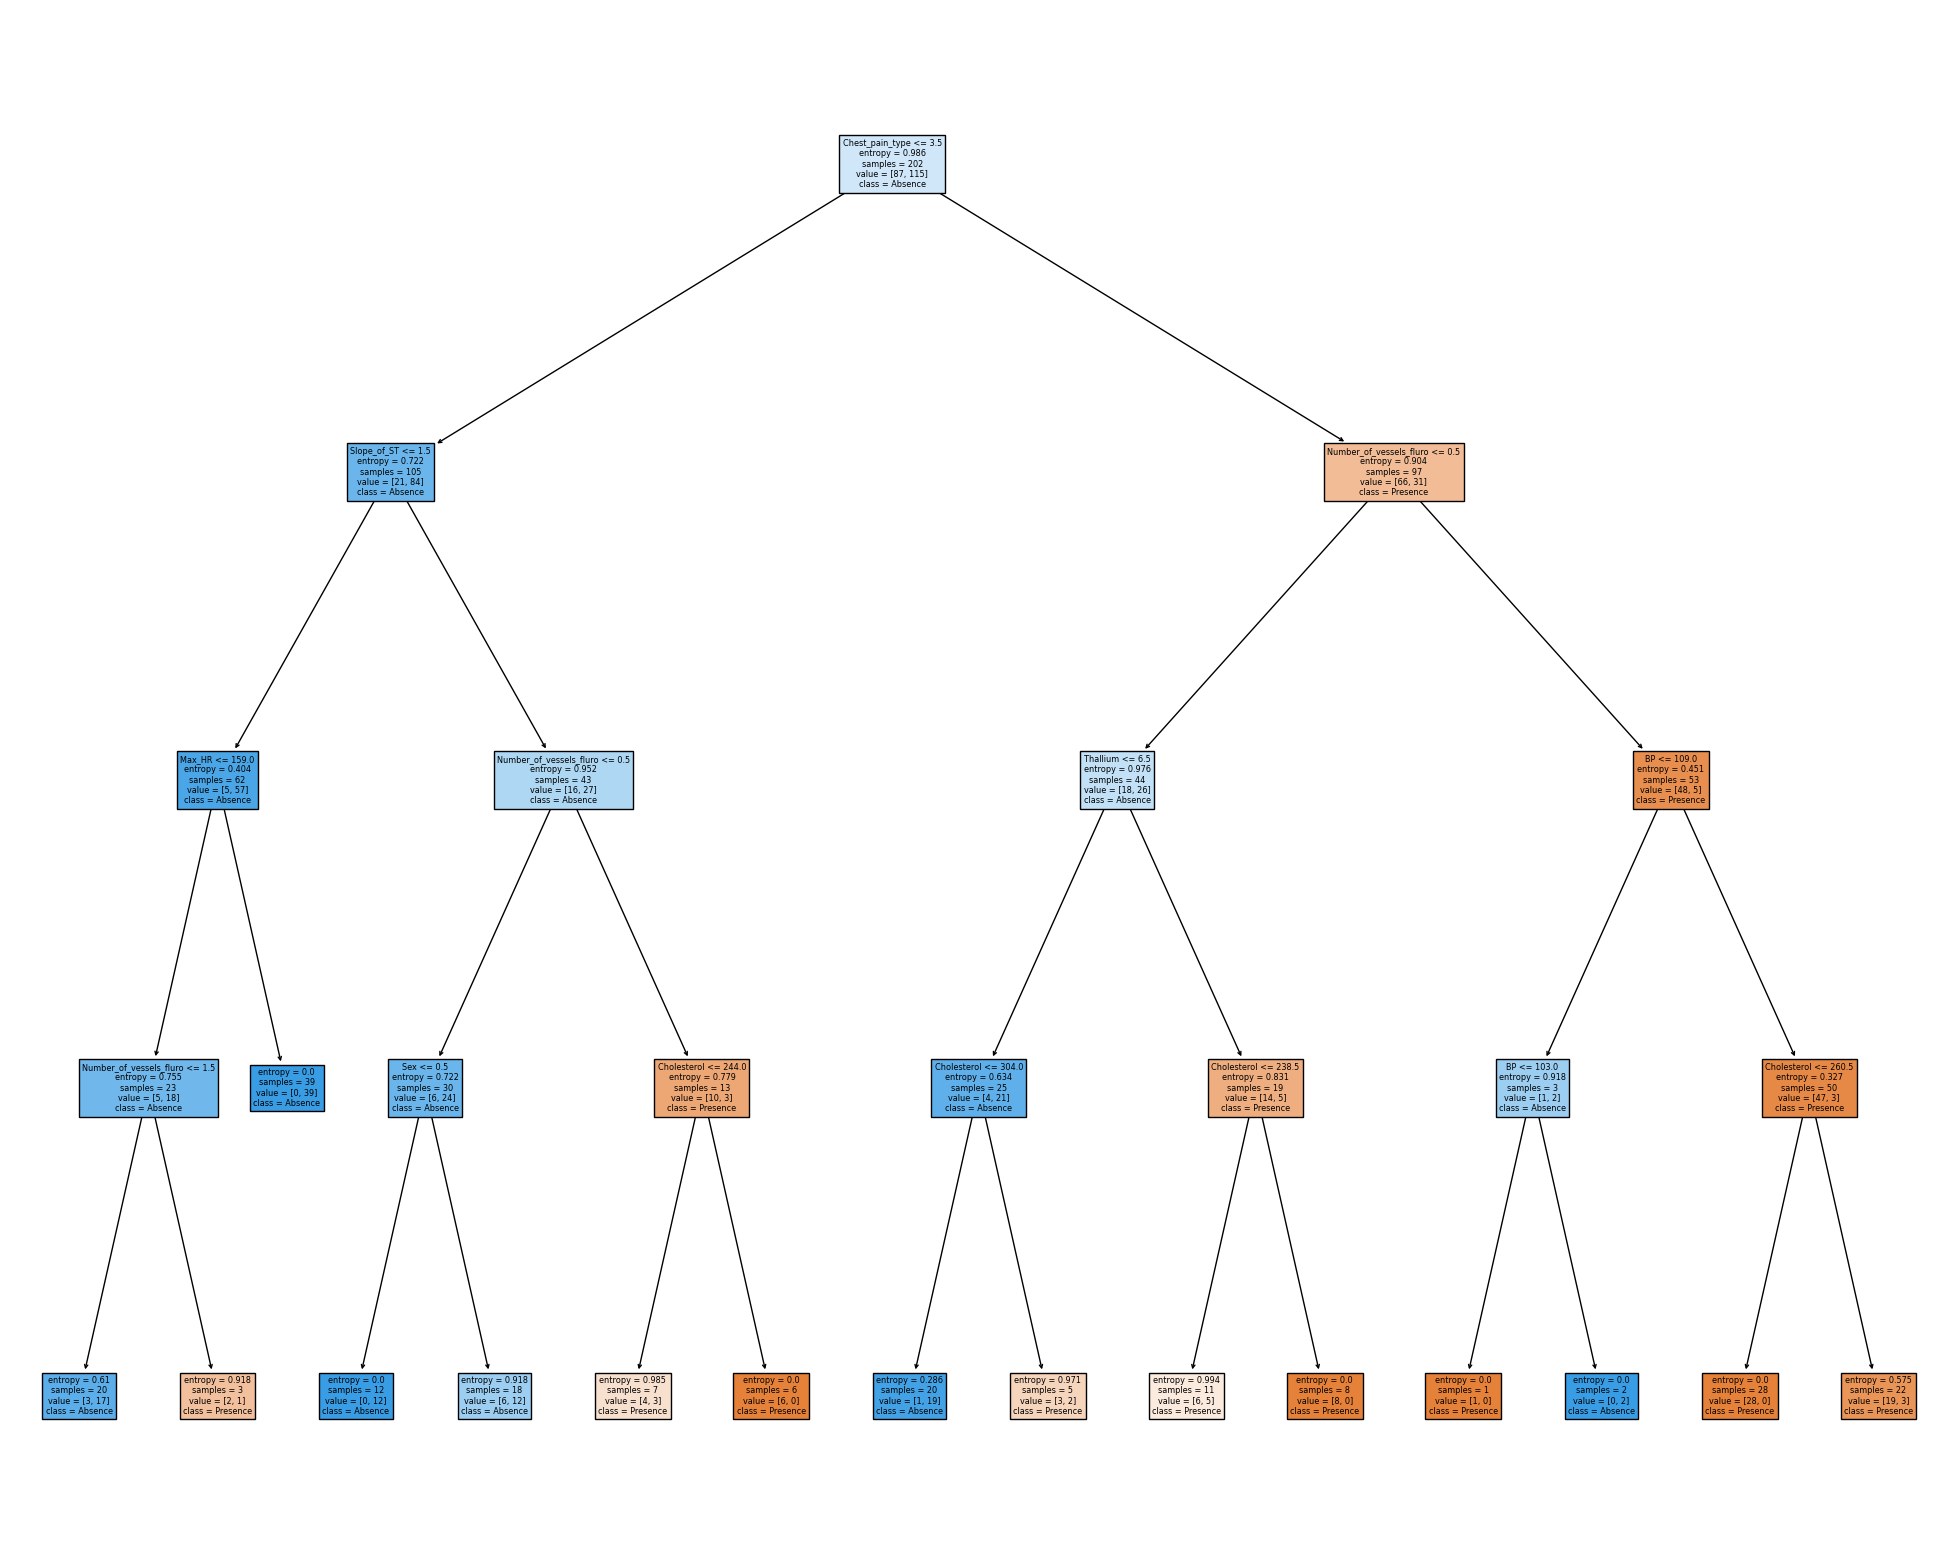 Chest_pain_type <= 3.5
entropy = 0.986
samples = 202
value = [87, 115]
class = Absence
Slope_of_ST <= 1.5
entropy = 0.722
samples = 105
value = [21, 84]
class = Absence
Number_of_vessels_fluro <= 0.5
entropy = 0.904
samples = 97
value = [66, 31]
class = Presence
Max_HR <= 159.0
entropy = 0.404
samples = 62
value = [5, 57]
class = Absence
Number_of_vessels_fluro <= 0.5
entropy = 0.952
samples = 43
value = [16, 27]
class = Absence
Thallium <= 6.5
entropy = 0.976
samples = 44
value = [18, 26]
class = Absence
BP <= 109.0
entropy = 0.451
samples = 53
value = [48, 5]
class = Presence
Number_of_vessels_fluro <= 1.5
entropy = 0.755
samples = 23
value = [5, 18]
class = Absence
entropy = 0.0
samples = 39
value = [0, 39]
class = Absence
Sex <= 0.5
entropy = 0.722
samples = 30
value = [6, 24]
class = Absence
Cholesterol <= 244.0
entropy = 0.779
samples = 13
value = [10, 3]
class = Presence
Cholesterol <= 304.0
entropy = 0.634
samples = 25
value = [4, 21]
class = Absence
Cholesterol <= 238.5
entropy = 0.831
samples = 19
value = [14, 5]
class = Presence
BP <= 103.0
entropy = 0.918
samples = 3
value = [1, 2]
class = Absence
Cholesterol <= 260.5
entropy = 0.327
samples = 50
value = [47, 3]
class = Presence
entropy = 0.61
samples = 20
value = [3, 17]
class = Absence
entropy = 0.918
samples = 3
value = [2, 1]
class = Presence
entropy = 0.0
samples = 12
value = [0, 12]
class = Absence
entropy = 0.918
samples = 18
value = [6, 12]
class = Absence
entropy = 0.985
samples = 7
value = [4, 3]
class = Presence
entropy = 0.0
samples = 6
value = [6, 0]
class = Presence
entropy = 0.286
samples = 20
value = [1, 19]
class = Absence
entropy = 0.971
samples = 5
value = [3, 2]
class = Presence
entropy = 0.994
samples = 11
value = [6, 5]
class = Presence
entropy = 0.0
samples = 8
value = [8, 0]
class = Presence
entropy = 0.0
samples = 1
value = [1, 0]
class = Presence
entropy = 0.0
samples = 2
value = [0, 2]
class = Absence
entropy = 0.0
samples = 28
value = [28, 0]
class = Presence
entropy = 0.575
samples = 22
value = [19, 3]
class = Presence